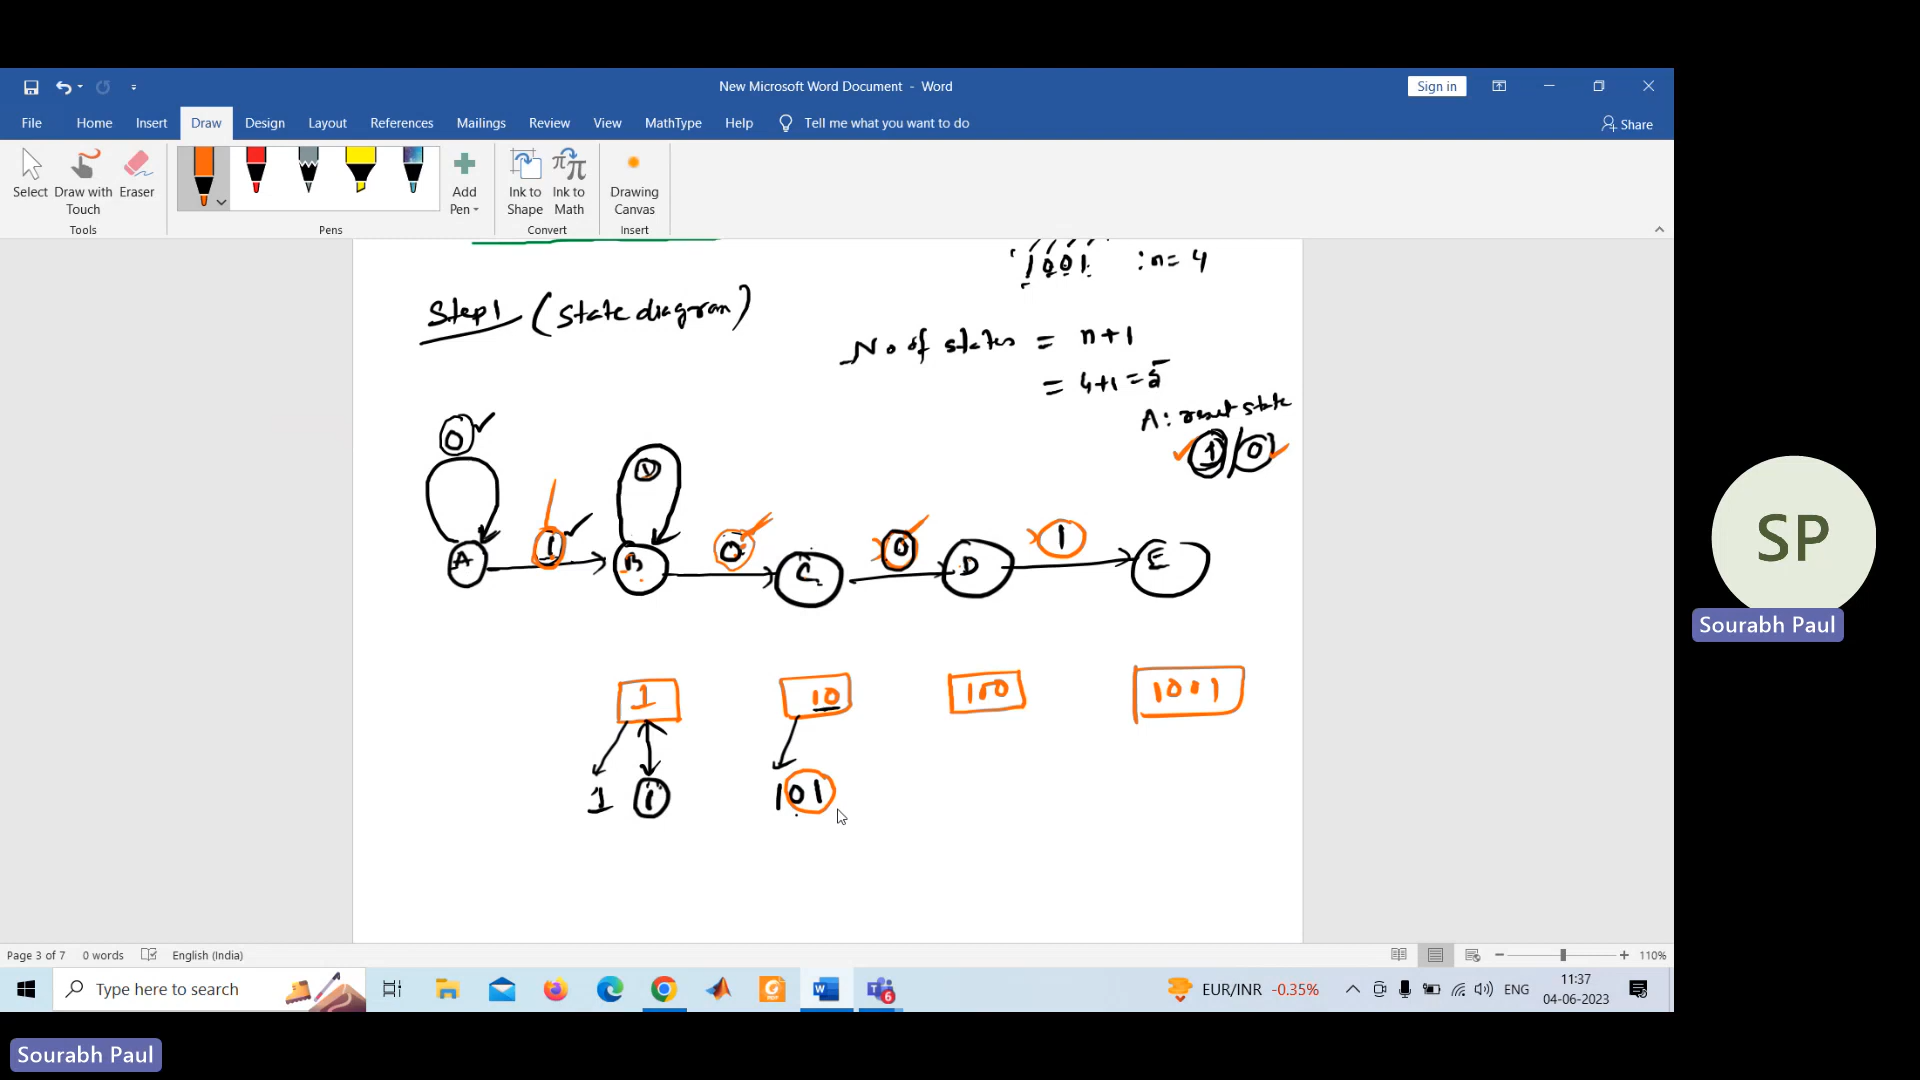 New Microsoft Word Document - Word
Sign in
File Home Insert Draw Design Layout References Mailings Review View MathType Help Tell me what you want to do
Share
Select Draw with Touch Eraser
Add Pen
Ink to Shape Ink to Math
Drawing Canvas
Tools Pens Convert Insert
1001 : n = 4
Step1 (State diagram)
No of states = n+1
= 4+1 = 5
A: reset state
1/0
0
1
1 0 0 1
A B C D E
1 10 100 1001
1 1 101
SP
Sourabh Paul
Page 3 of 7 0 words English (India) 110%
Type here to search
EUR/INR -0.35%
ENG
11:37
04-06-2023
6
Sourabh Paul